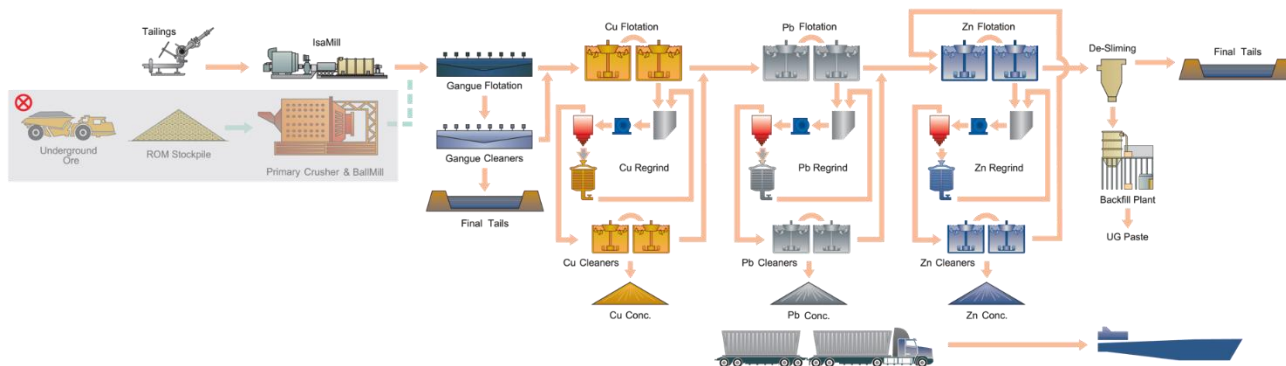 Tailings
IsaMill
Underground
Ore
ROM Stockpile
Primary Crusher & BallMill
Gangue Flotation
Gangue Cleaners
Final Tails
Cu Flotation
Cu Regrind
Cu Cleaners
Cu Conc.
Pb Flotation
Pb Regrind
Pb Cleaners
Pb Conc.
Zn Flotation
Zn Regrind
Zn Cleaners
Zn Conc.
De-Sliming
Final Tails
Backfill Plant
UG Paste